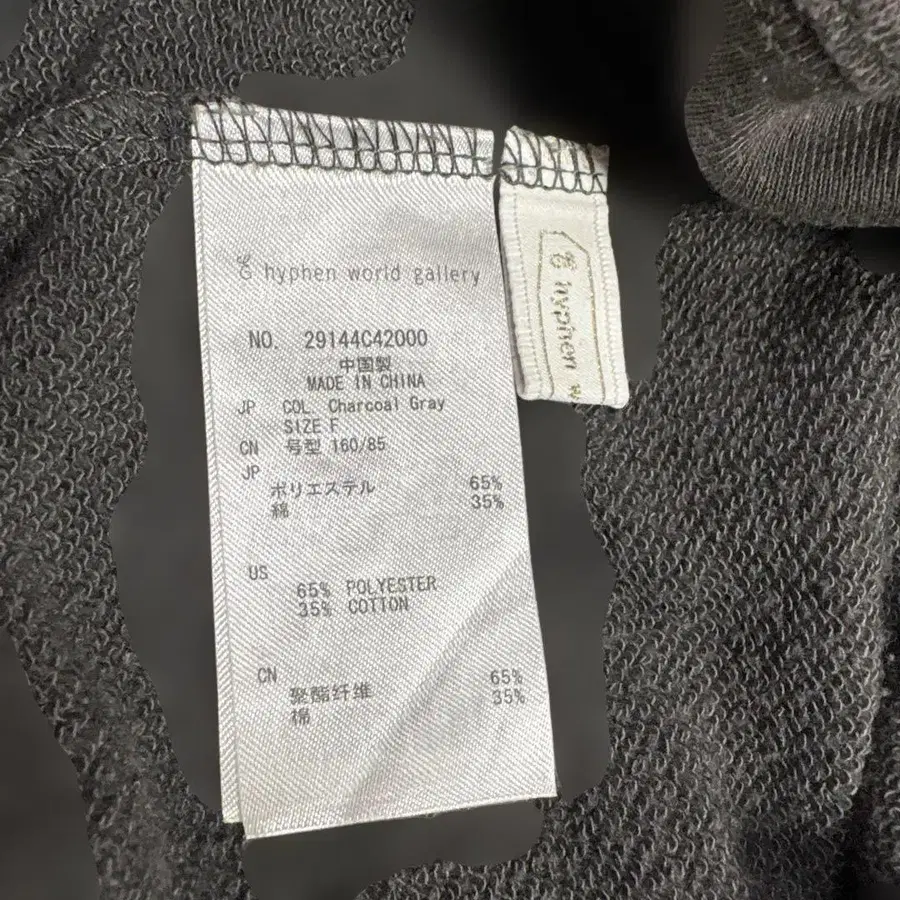 hyphen world gallery
NO. 29144C42000
中国製
MADE IN CHINA
JP COL. Charcoal Gray
SIZE F
CN 号型 160/85
JP
ポリエステル 65%
綿 35%
US
65% POLYESTER
35% COTTON
CN
聚酯纤维 65%
棉 35%
hyphen